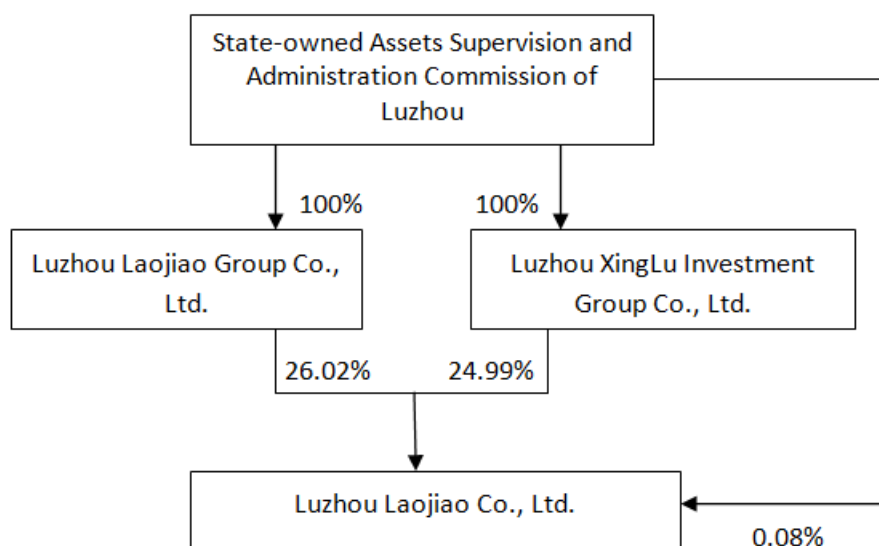 State-owned Assets Supervision and
Administration Commission of
Luzhou
100%
100%
Luzhou Laojiao Group Co.,
Ltd.
Luzhou XingLu Investment
Group Co., Ltd.
26.02%
24.99%
Luzhou Laojiao Co., Ltd.
0.08%